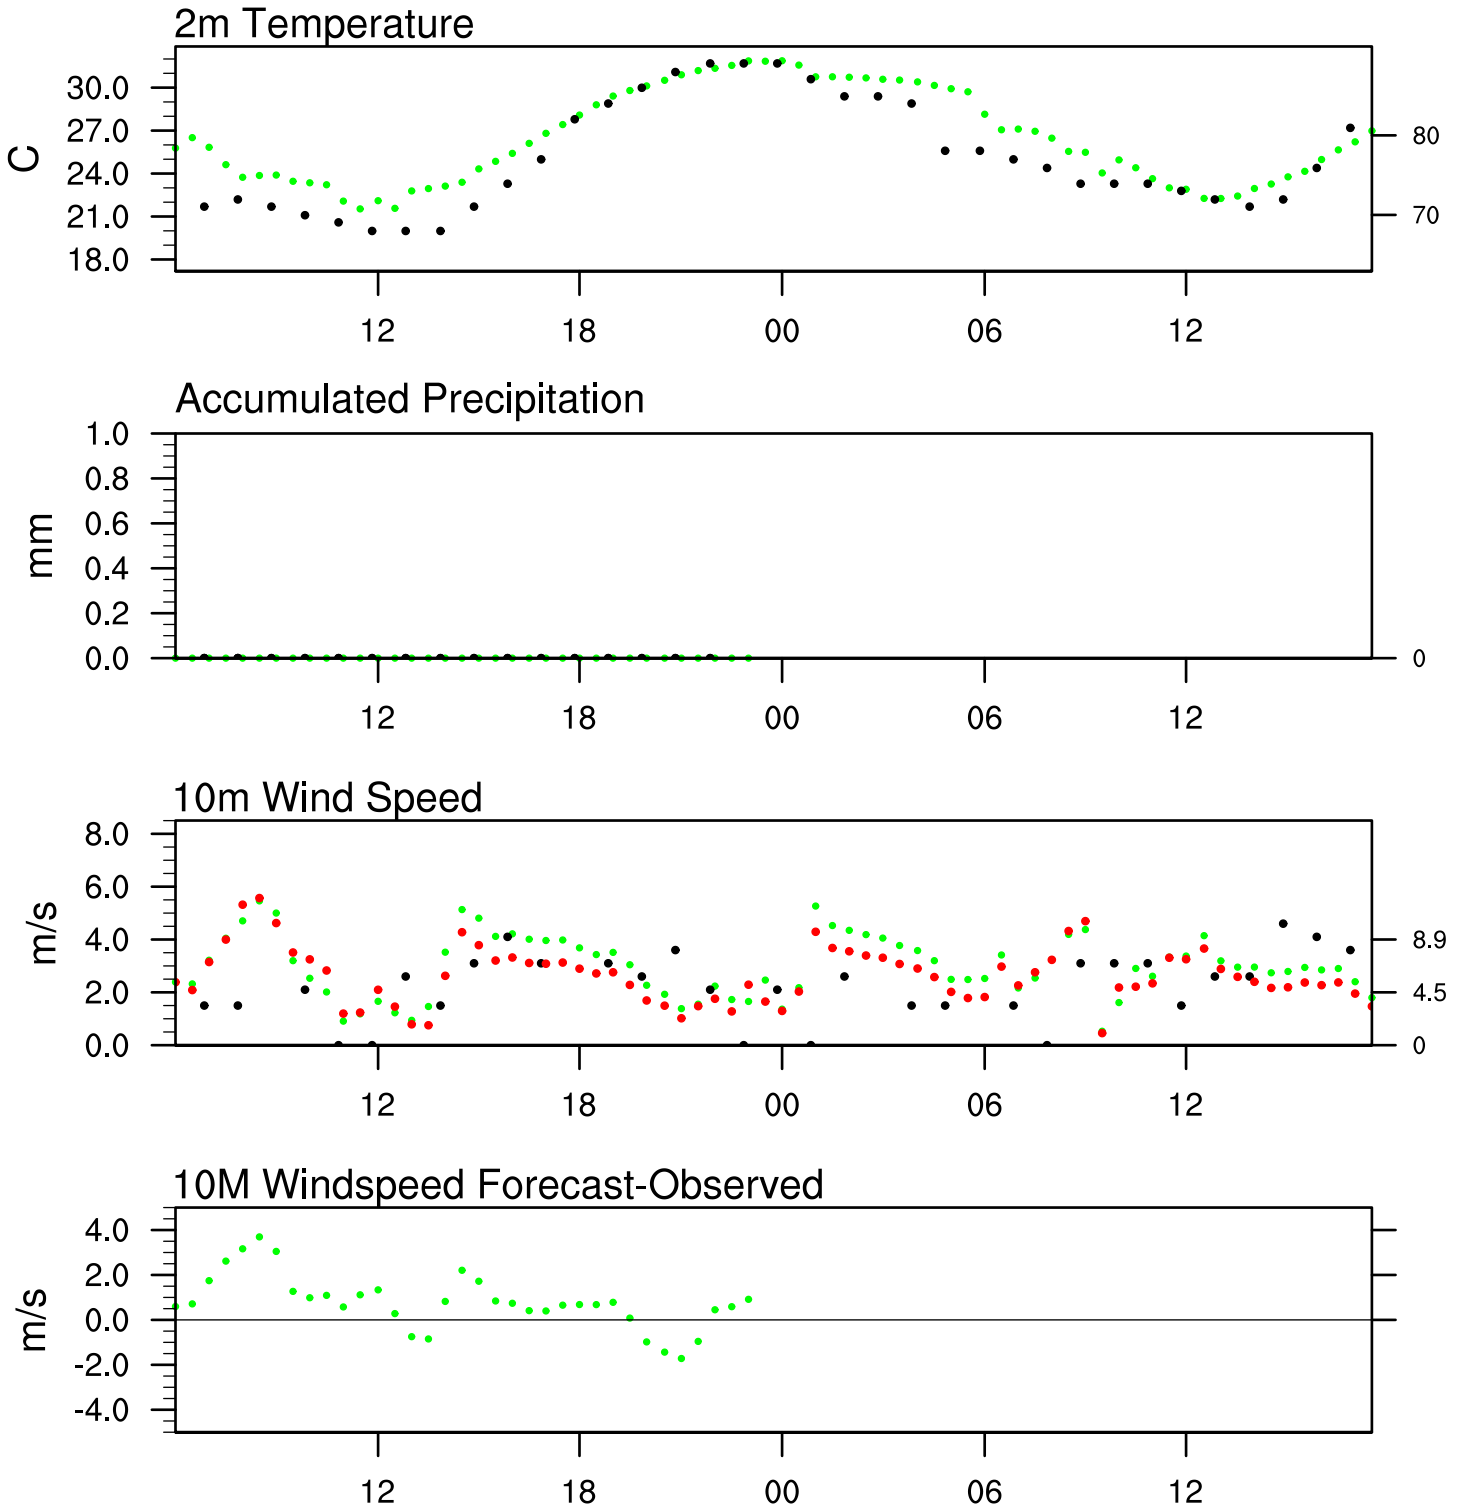 2m Temperature
30.0
27.0
24.0
21.0
18.0
C
80
70
12 18 00 06 12
Accumulated Precipitation
1.0
0.8
0.6
0.4
0.2
0.0
mm
0
12 18 00 06 12
10m Wind Speed
8.0
6.0
4.0
2.0
0.0
m/s
8.9
4.5
0
12 18 00 06 12
10M Windspeed Forecast-Observed
4.0
2.0
0.0
-2.0
-4.0
m/s
12 18 00 06 12